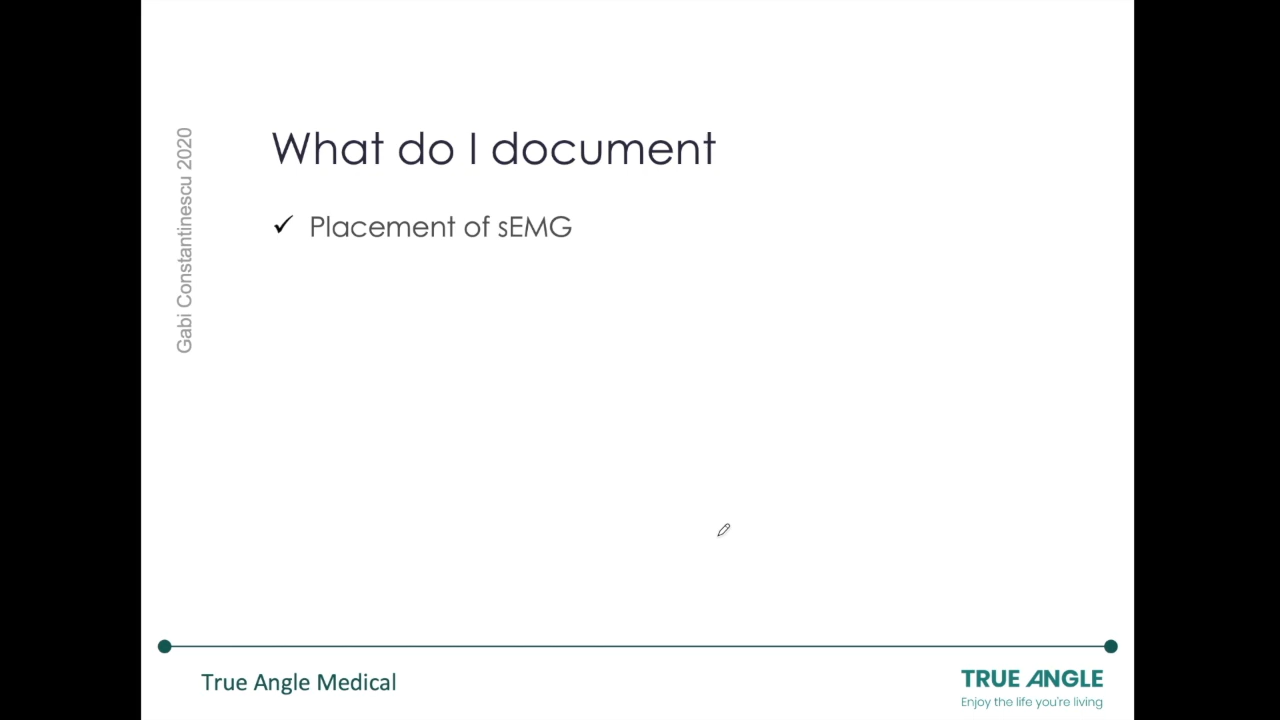 Gabi Constantinescu 2020
What do I document
✓ Placement of sEMG
True Angle Medical
TRUE ANGLE
Enjoy the life you're living